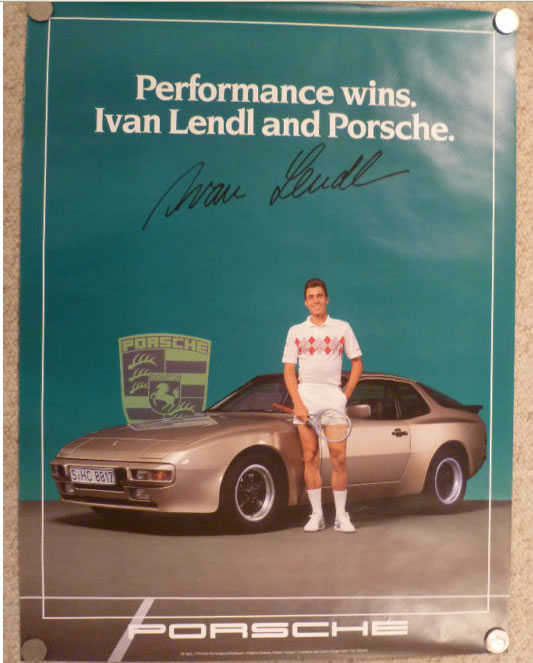 Performance wins.
Ivan Lendl and Porsche.
Ivan Lendl
PORSCHE
S·HC 8817
PORSCHE